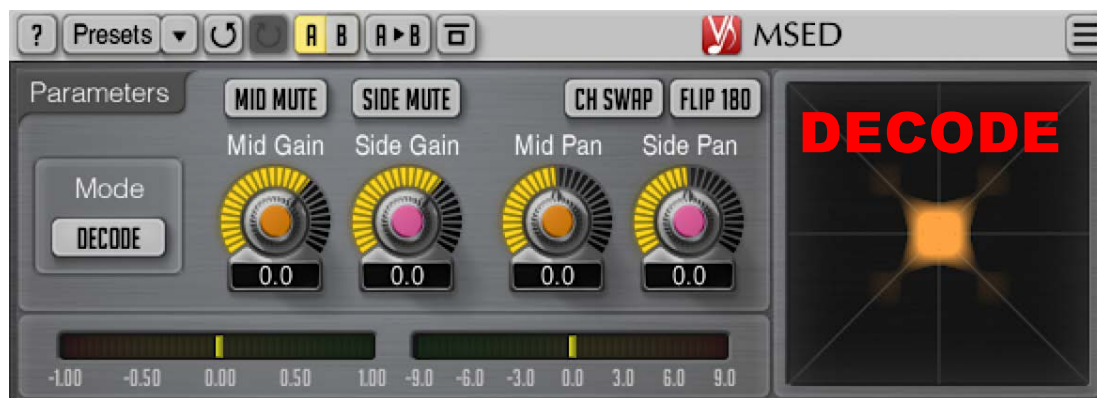 ? Presets A B A▶B MSED
Parameters
MID MUTE SIDE MUTE CH SWAP FLIP 180
DECODE
Mid Gain Side Gain Mid Pan Side Pan
Mode
DECODE
0.0 0.0 0.0 0.0
-1.00 -0.50 0.00 0.50 1.00 -9.0 -6.0 -3.0 0.0 3.0 6.0 9.0